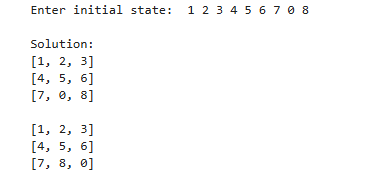 Enter initial state:  1 2 3 4 5 6 7 0 8
Solution:
[1, 2, 3]
[4, 5, 6]
[7, 0, 8]
[1, 2, 3]
[4, 5, 6]
[7, 8, 0]